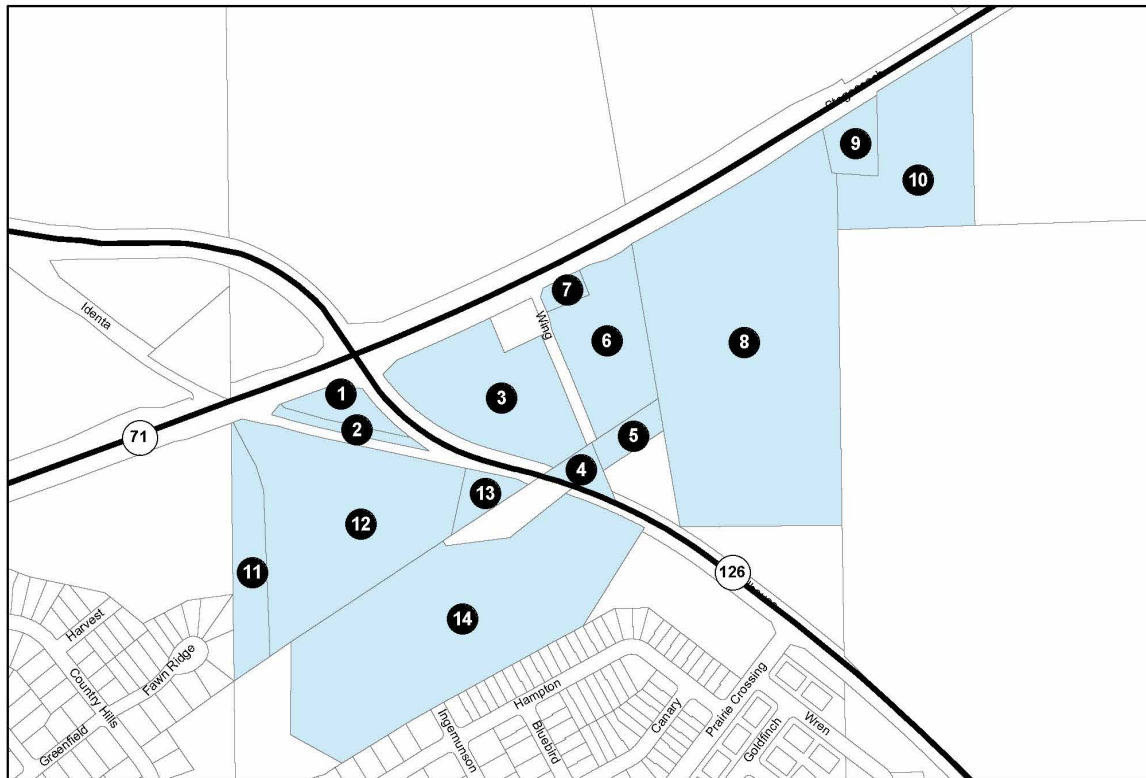 9
10
Identa
7
Wing
6
8
1
3
2
71
5
4
13
12
11
126
14
Harvest
Fawn Ridge
Country Hills
Greenfield
Hampton
Ingemunson
Bluebird
Canary
Prairie Crossing
Goldfinch
Wren